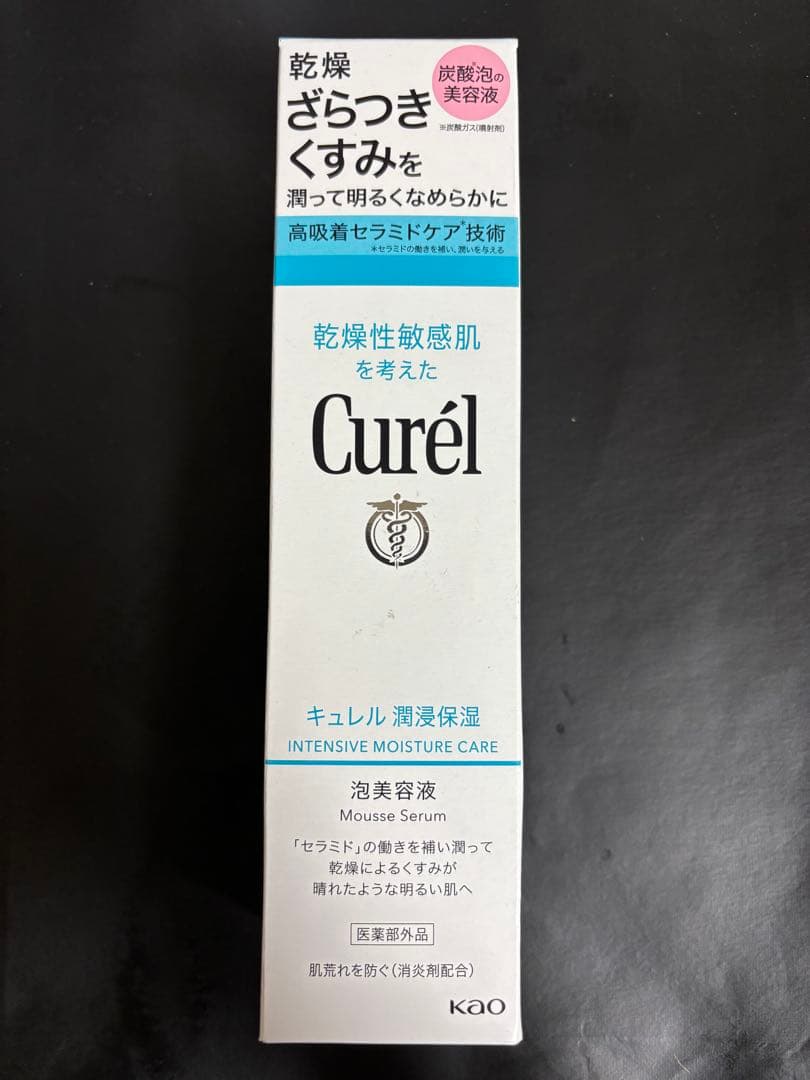 乾燥
ざらつき
くすみを
潤って明るくなめらかに
炭酸※泡の
美容液
※炭酸ガス(噴射剤)
高吸着セラミドケア*技術
*セラミドの働きを補い、潤いを与える
乾燥性敏感肌
を考えた
Curél
キュレル 潤浸保湿
INTENSIVE MOISTURE CARE
泡美容液
Mousse Serum
「セラミド」の働きを補い潤って
乾燥によるくすみが
晴れたような明るい肌へ
医薬部外品
肌荒れを防ぐ(消炎剤配合)
Kao